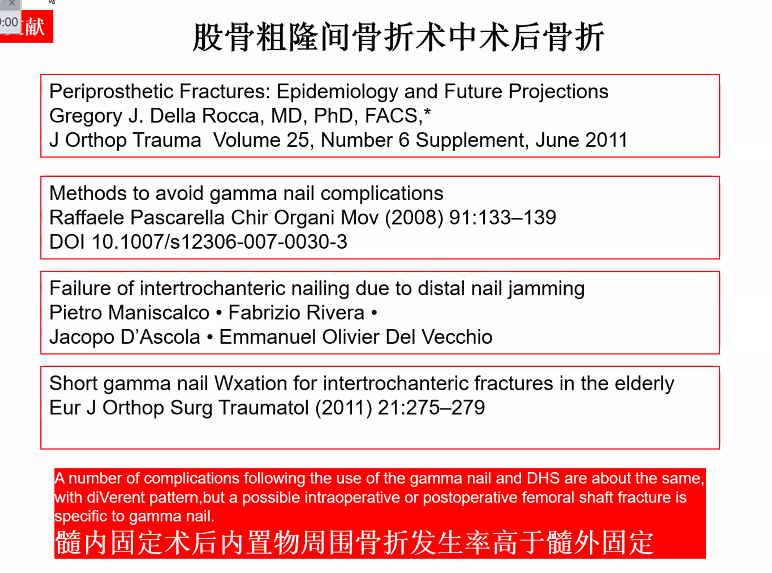 0:00
文献
股骨粗隆间骨折术中术后骨折
Periprosthetic Fractures: Epidemiology and Future Projections
Gregory J. Della Rocca, MD, PhD, FACS,*
J Orthop Trauma  Volume 25, Number 6 Supplement, June 2011
Methods to avoid gamma nail complications
Raffaele Pascarella Chir Organi Mov (2008) 91:133–139
DOI 10.1007/s12306-007-0030-3
Failure of intertrochanteric nailing due to distal nail jamming
Pietro Maniscalco • Fabrizio Rivera •
Jacopo D’Ascola • Emmanuel Olivier Del Vecchio
Short gamma nail Wxation for intertrochanteric fractures in the elderly
Eur J Orthop Surg Traumatol (2011) 21:275–279
A number of complications following the use of the gamma nail and DHS are about the same,
with diVerent pattern,but a possible intraoperative or postoperative femoral shaft fracture is
specific to gamma nail.
髓内固定术后内置物周围骨折发生率高于髓外固定